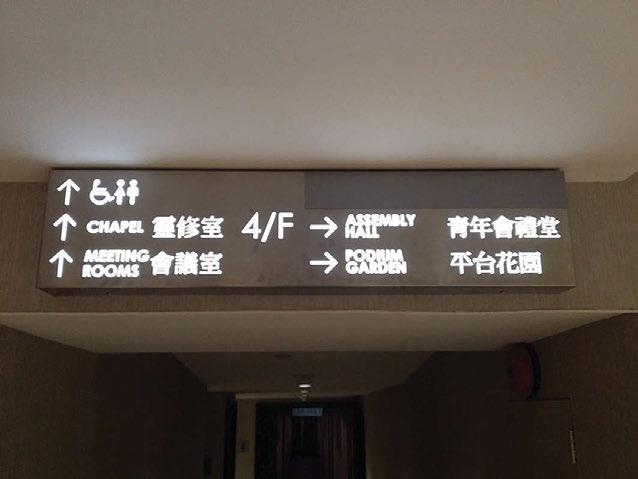 CHAPEL 靈修室 4/F ASSEMBLY HALL 青年會禮堂
MEETING ROOMS 會議室 PODIUM GARDEN 平台花園